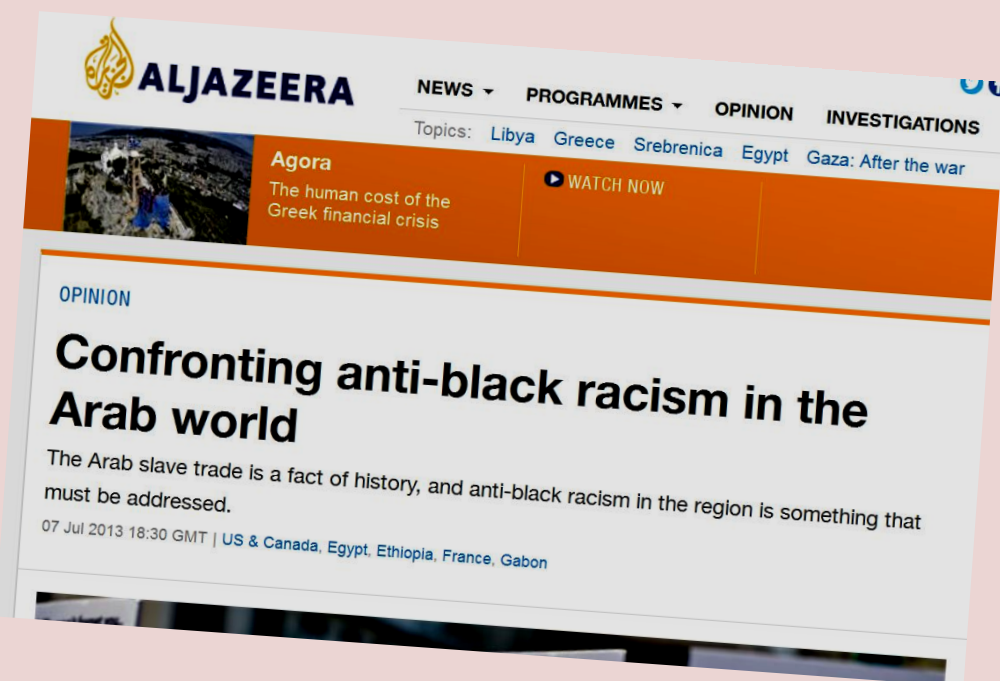 ALJAZEERA
NEWS PROGRAMMES OPINION INVESTIGATIONS
Topics: Libya Greece Srebrenica Egypt Gaza: After the war
Agora
The human cost of the
Greek financial crisis
WATCH NOW
OPINION
Confronting anti-black racism in the
Arab world
The Arab slave trade is a fact of history, and anti-black racism in the region is something that
must be addressed.
07 Jul 2013 18:30 GMT | US & Canada, Egypt, Ethiopia, France, Gabon